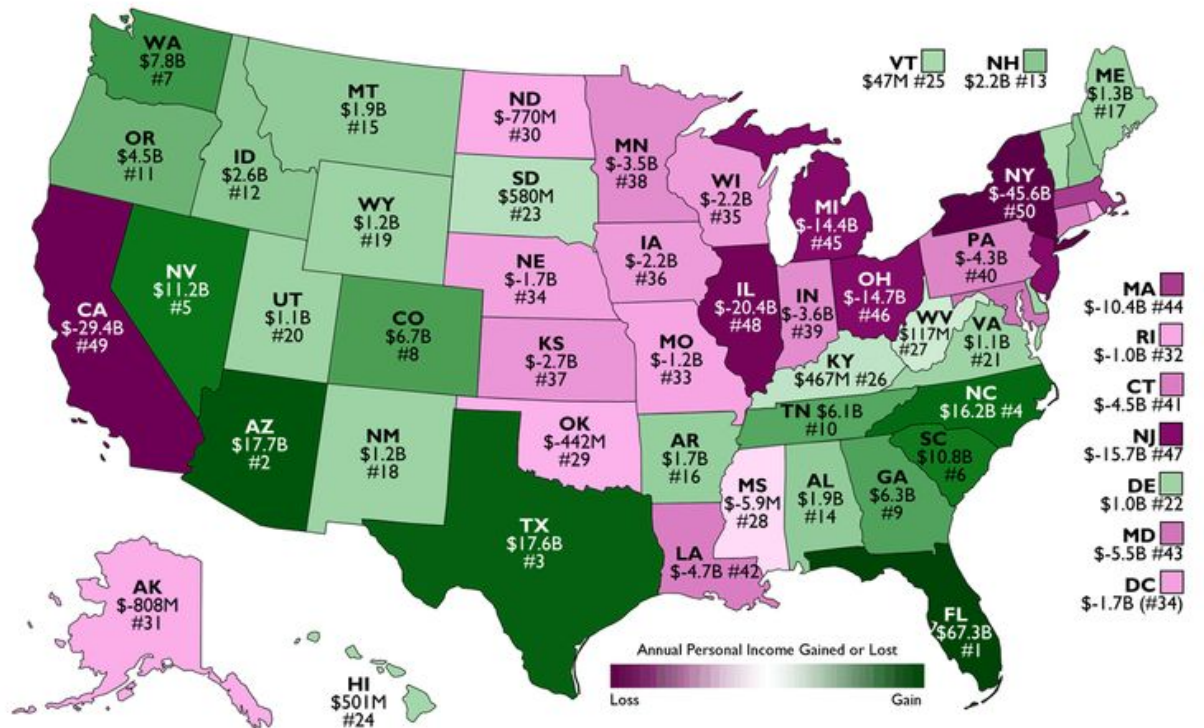 WA
$7.8B
#7
OR
$4.5B
#11
CA
$-29.4B
#49
NV
$11.2B
#5
ID
$2.6B
#12
MT
$1.9B
#15
WY
$1.2B
#19
UT
$1.1B
#20
CO
$6.7B
#8
AZ
$17.7B
#2
NM
$1.2B
#18
ND
$-770M
#30
SD
$580M
#23
NE
$-1.7B
#34
KS
$-2.7B
#37
OK
$-442M
#29
TX
$17.6B
#3
MN
$-3.5B
#38
IA
$-2.2B
#36
MO
$-1.2B
#33
AR
$1.7B
#16
LA
$-4.7B #42
WI
$-2.2B
#35
IL
$-20.4B
#48
MI
$-14.4B
#45
IN
$-3.6B
#39
OH
$-14.7B
#46
KY
$467M #26
TN $6.1B
#10
MS
$-5.9M
#28
AL
$1.9B
#14
GA
$6.3B
#9
FL
$67.3B
#1
SC
$10.8B
#6
NC
$16.2B #4
VA
$1.1B
#21
WV
$117M
#27
PA
$-4.3B
#40
NY
$-45.6B
#50
VT
$47M #25
NH
$2.2B #13
ME
$1.3B
#17
MA
$-10.4B #44
RI
$-1.0B #32
CT
$-4.5B #41
NJ
$-15.7B #47
DE
$1.0B #22
MD
$-5.5B #43
DC
$-1.7B (#34)
AK
$-808M
#31
HI
$501M
#24
Annual Personal Income Gained or Lost
Loss
Gain